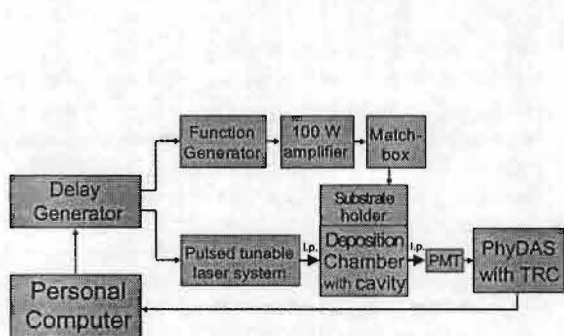 Function
Generator
100 W
amplifier
Match-
box
Delay
Generator
Substrate
holder
Pulsed tunable
laser system
l.p.
Deposition
Chamber
with cavity
l.p.
PMT
PhyDAS
with TRC
Personal
Computer